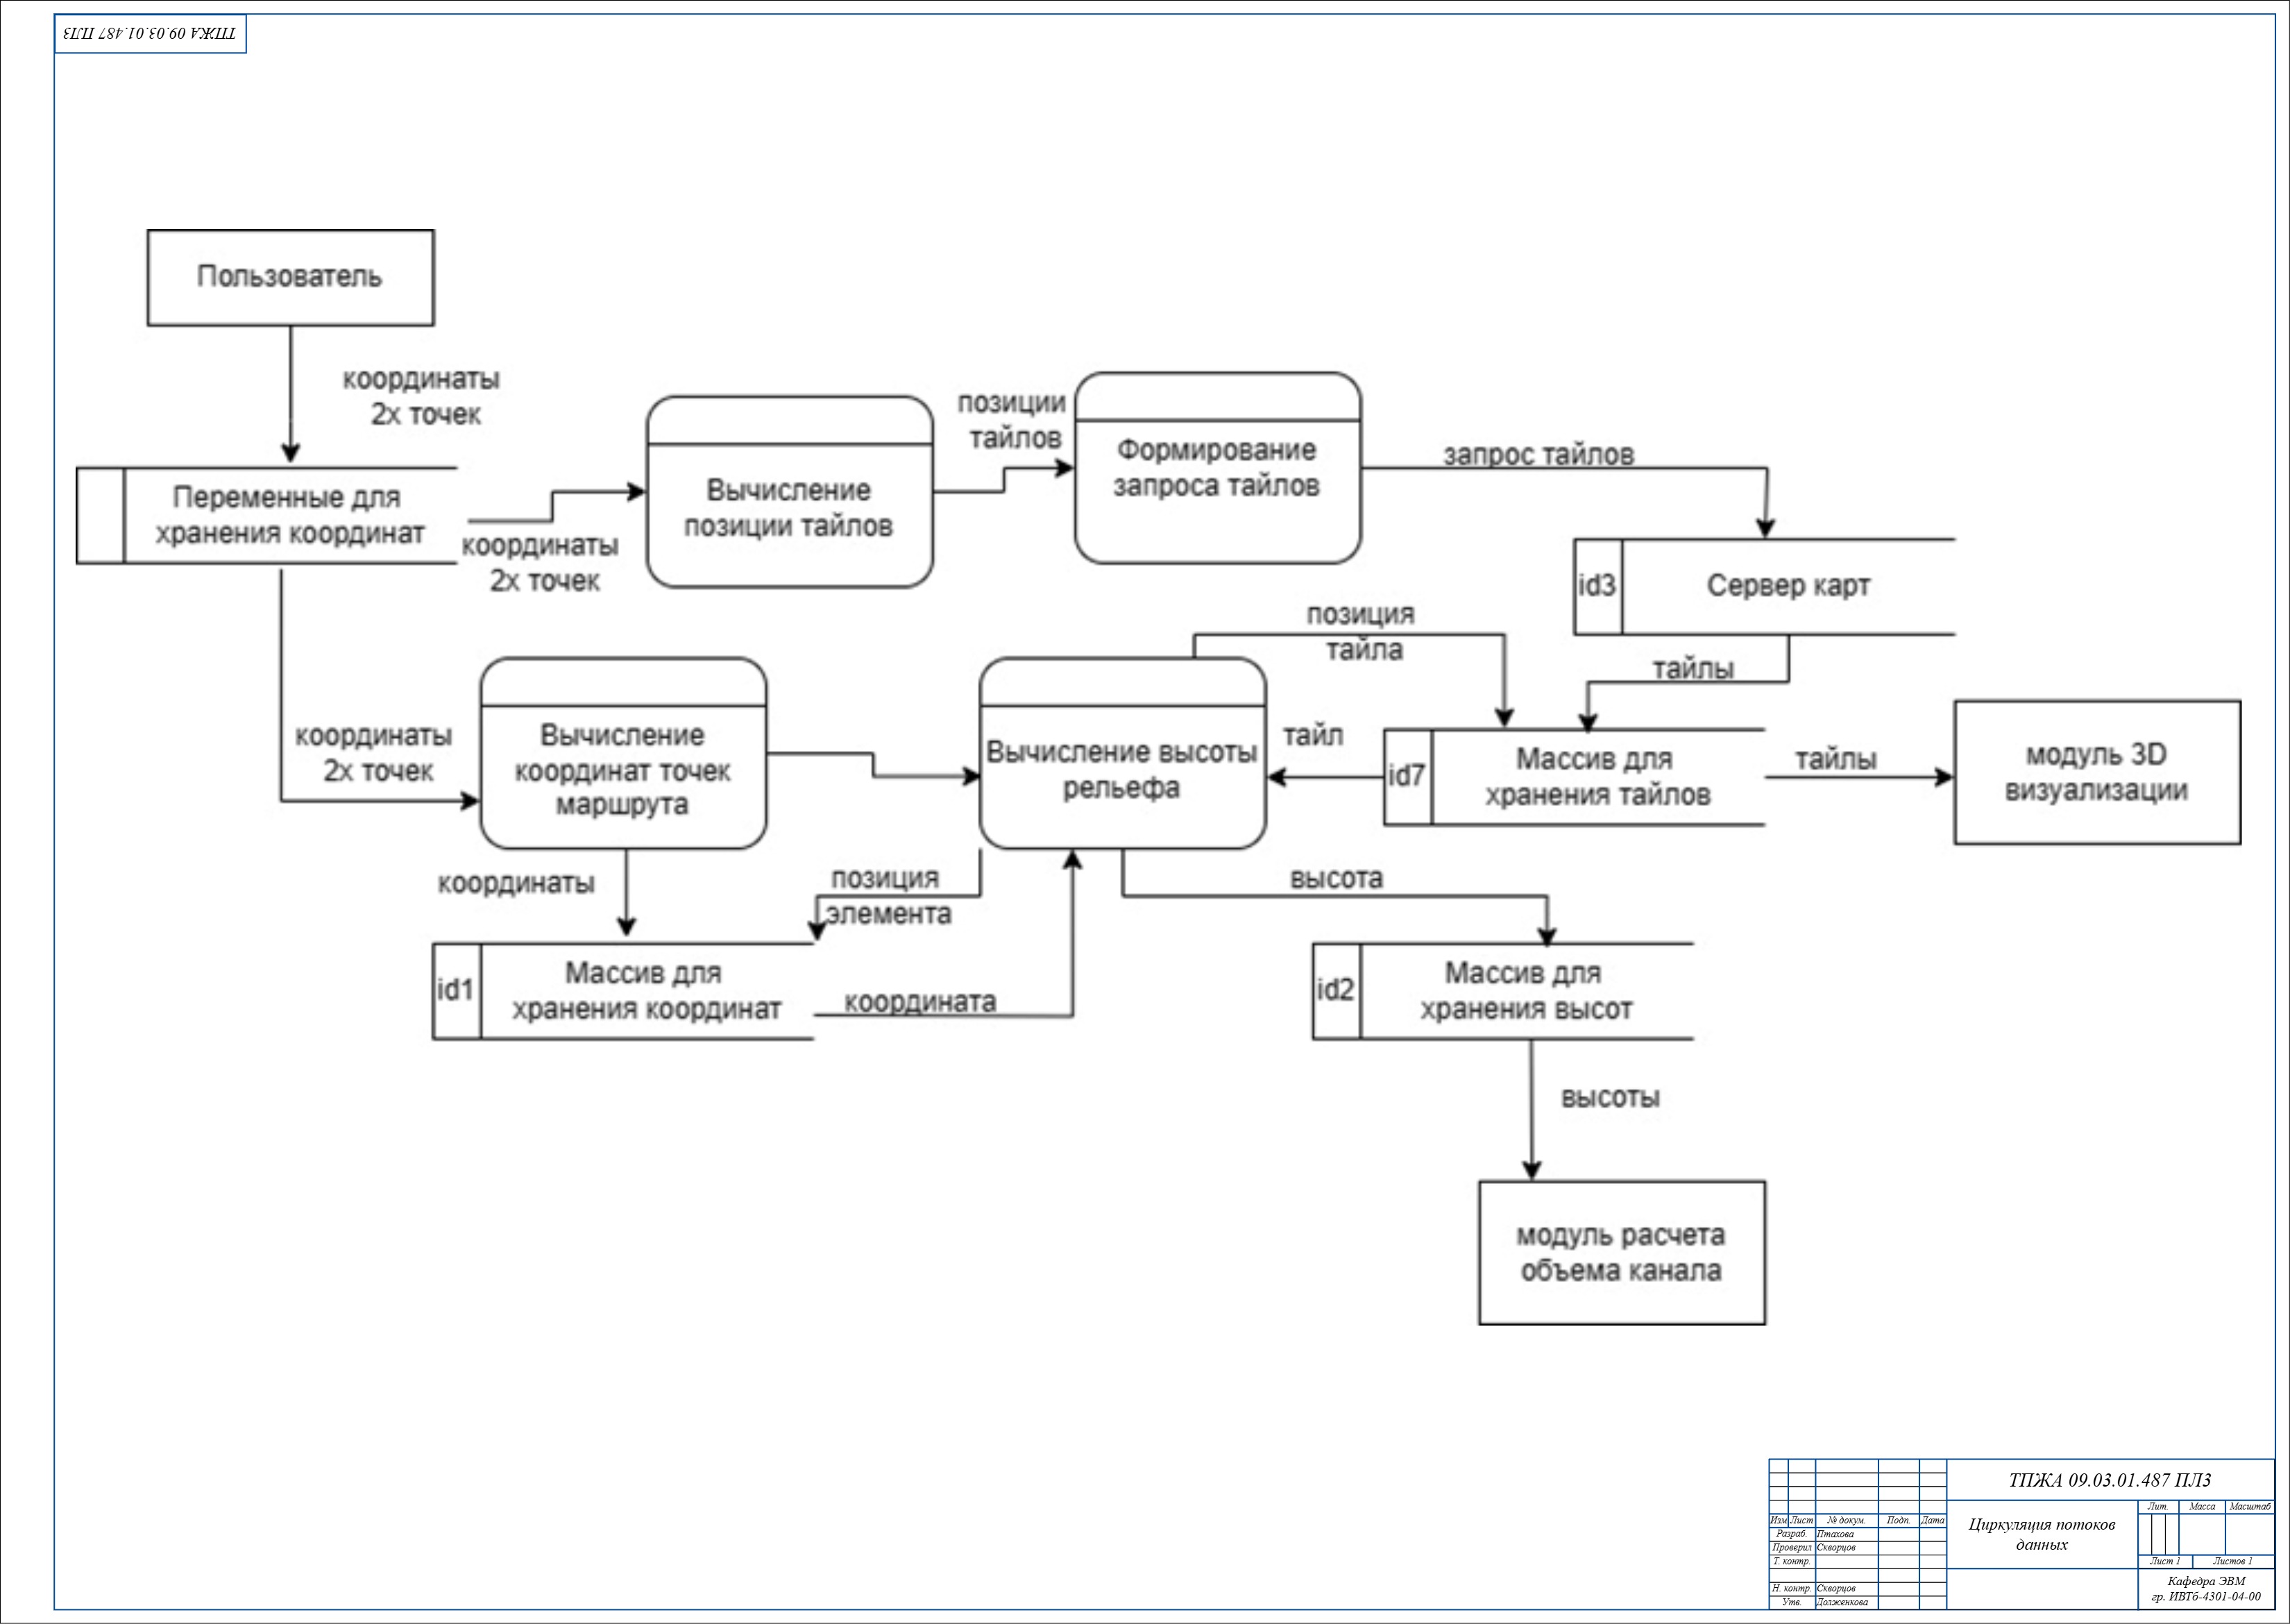 ТПЖА 09.03.01.487 ПЛ3
Пользователь
координаты
2х точек
Переменные для
хранения координат
координаты
2х точек
Вычисление
позиции тайлов
позиции
тайлов
Формирование
запроса тайлов
запрос тайлов
id3
Сервер карт
позиция
тайла
тайлы
координаты
2х точек
Вычисление
координат точек
маршрута
Вычисление высоты
рельефа
тайл
id7
Массив для
хранения тайлов
тайлы
модуль 3D
визуализации
координаты
позиция
элемента
высота
id1
Массив для
хранения координат
координата
id2
Массив для
хранения высот
высоты
модуль расчета
объема канала
ТПЖА 09.03.01.487 ПЛ3
Лит. Масса Масштаб
Изм Лист № докум. Подп. Дата
Циркуляция потоков
данных
Разраб. Птахова
Проверил Скворцов
Т. контр.
Лист 1 Листов 1
Н. контр. Скворцов
Утв. Долженкова
Кафедра ЭВМ
гр. ИВТб-4301-04-00